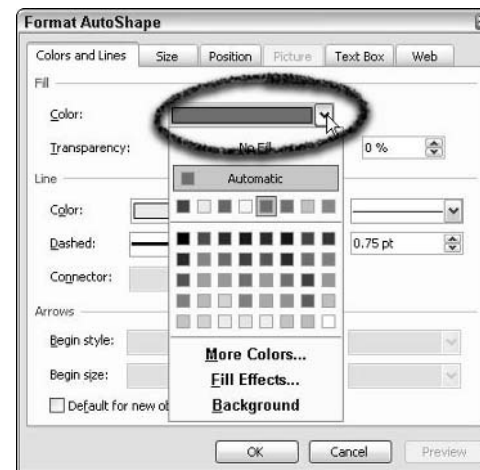 Format AutoShape
Colors and Lines Size Position Picture Text Box Web
Fill
Color:
No Fill
Transparency: 0 %
Automatic
Line
Color:
Dashed: 0.75 pt
Connector:
Arrows
Begin style:
More Colors...
Begin size:
Fill Effects...
Default for new ob
Background
OK Cancel Preview